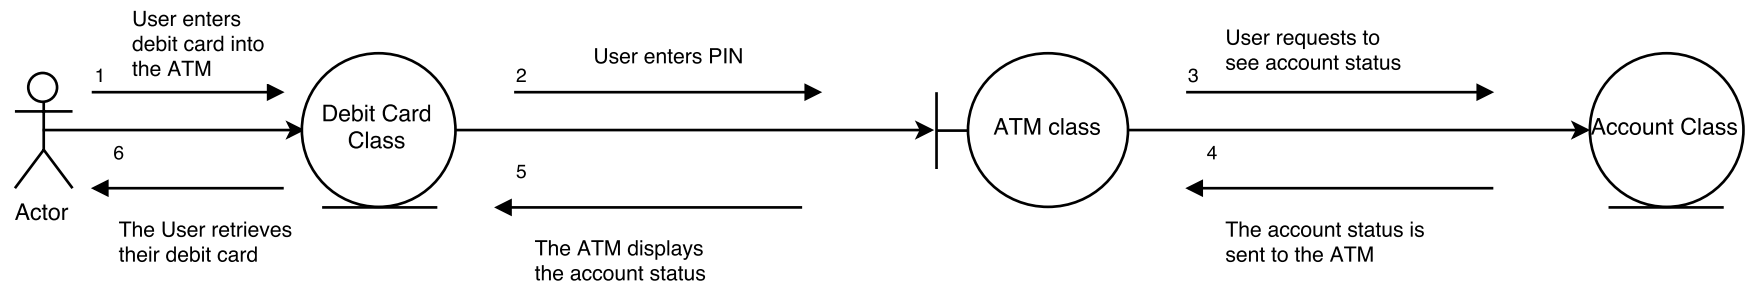 User enters
debit card into
the ATM
1
User enters PIN
2
User requests to
see account status
3
Debit Card
Class
ATM class
Account Class
6
5
4
Actor
The User retrieves
their debit card
The ATM displays
the account status
The account status is
sent to the ATM